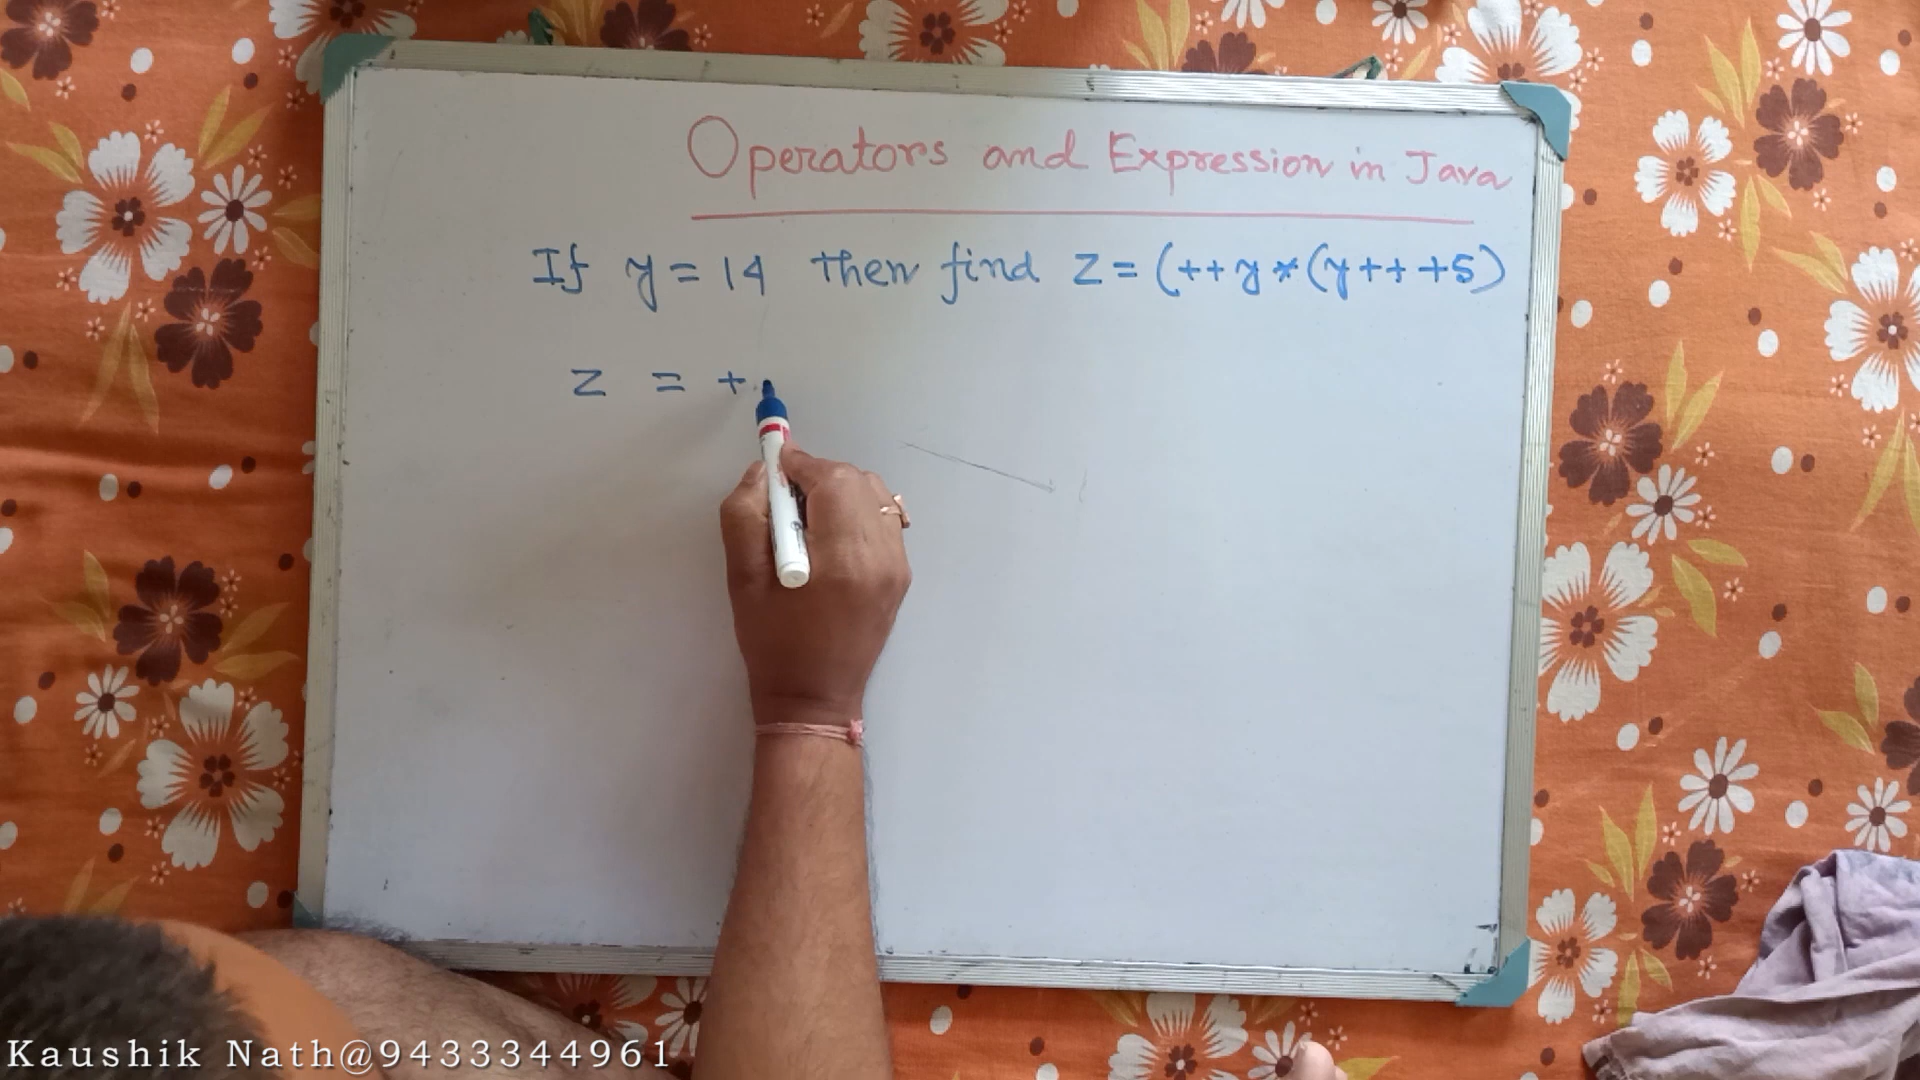 Operators and Expression in Java
If y = 14 then find z = (++y*(y+++5)
z = +
Kaushik Nath@9433344961